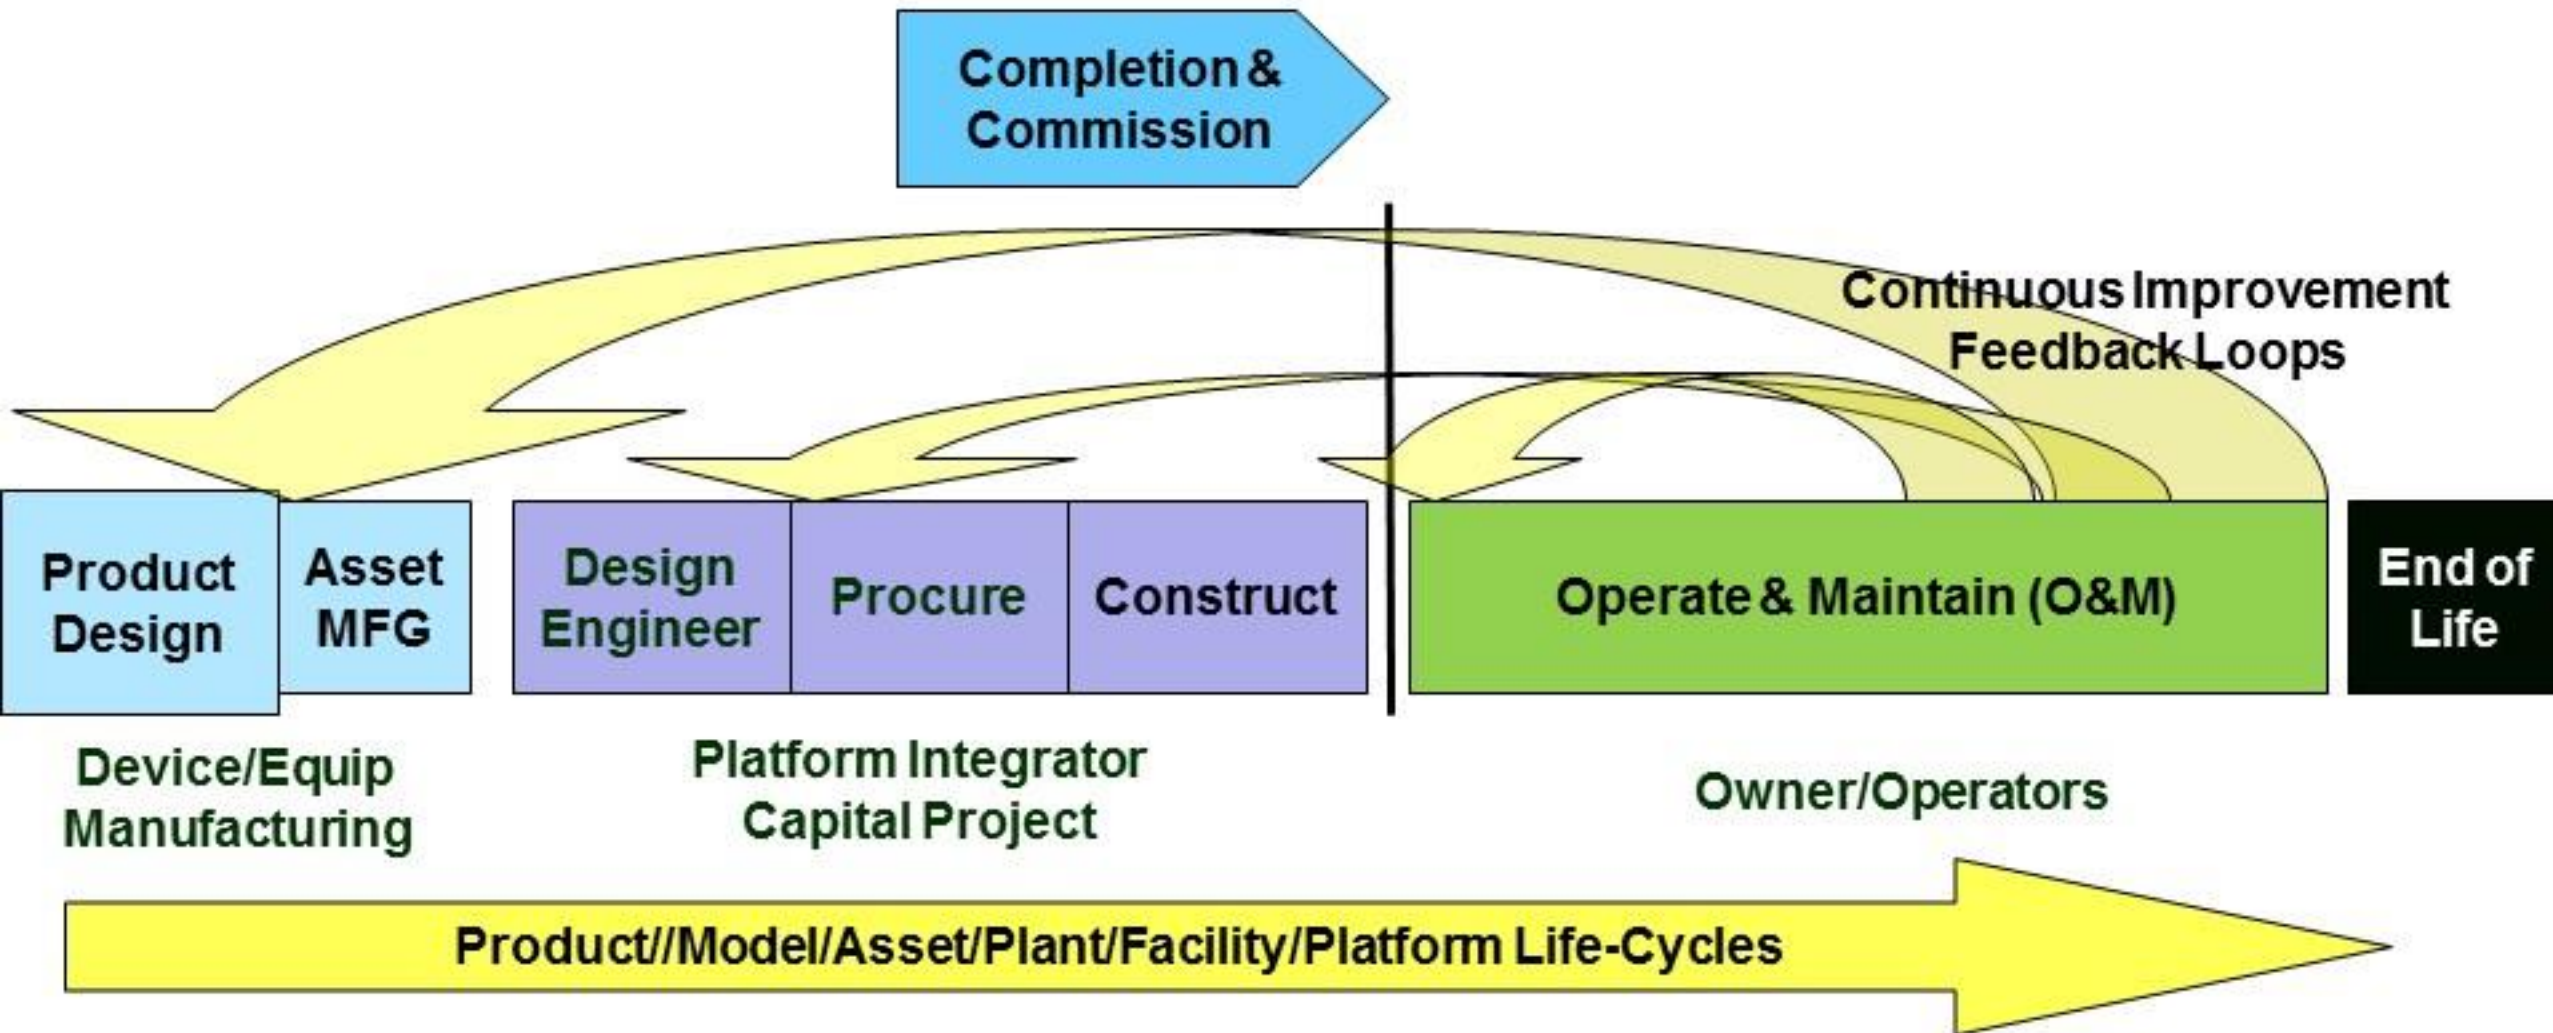 Completion &
Commission
Continuous Improvement
Feedback Loops
Product
Design
Asset
MFG
Design
Engineer
Procure
Construct
Operate & Maintain (O&M)
End of
Life
Device/Equip
Manufacturing
Platform Integrator
Capital Project
Owner/Operators
Product//Model/Asset/Plant/Facility/Platform Life-Cycles